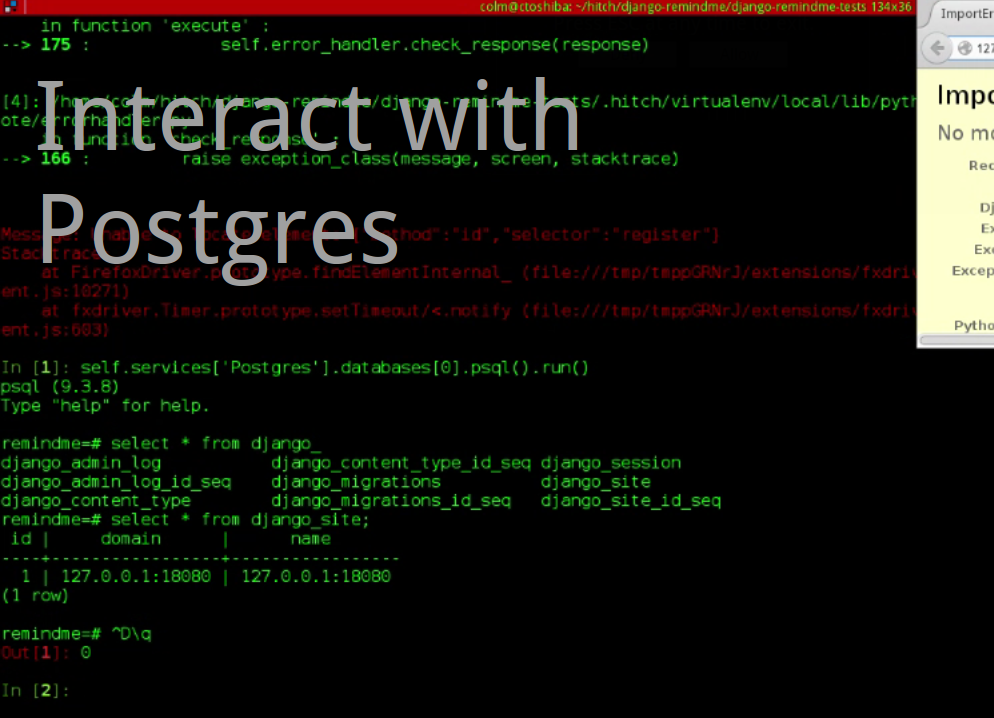 colm@ctoshiba: ~/hitch/django-remindme/django-remindme-tests 134x36
in function 'execute' :
--> 175 : self.error_handler.check_response(response)
Interact with
Postgres
[4]: /home/colm/hitch/django-remindme/django-remindme-tests/.hitch/virtualenv/local/lib/pyth
ote/errorhandler.py
in function 'check_response' :
--> 166 : raise exception_class(message, screen, stacktrace)
Message: Unable to locate element: {"method":"id","selector":"register"}
Stacktrace:
at FirefoxDriver.prototype.findElementInternal_ (file:///tmp/tmppGRNrJ/extensions/fxdriv
ent.js:10271)
at fxdriver.Timer.prototype.setTimeout/<.notify (file:///tmp/tmppGRNrJ/extensions/fxdriv
ent.js:603)
In [1]: self.services['Postgres'].databases[0].psql().run()
psql (9.3.8)
Type "help" for help.
remindme=# select * from django_
django_admin_log django_content_type_id_seq django_session
django_admin_log_id_seq django_migrations django_site
django_content_type django_migrations_id_seq django_site_id_seq
remindme=# select * from django_site;
id | domain | name
----+-----------------+-----------------
1 | 127.0.0.1:18080 | 127.0.0.1:18080
(1 row)
remindme=# ^D\q
Out[1]: 0
In [2]:
ImportEr
127
Impo
No mo
Rec
Dj
Ex
Exc
Excep
Pytho